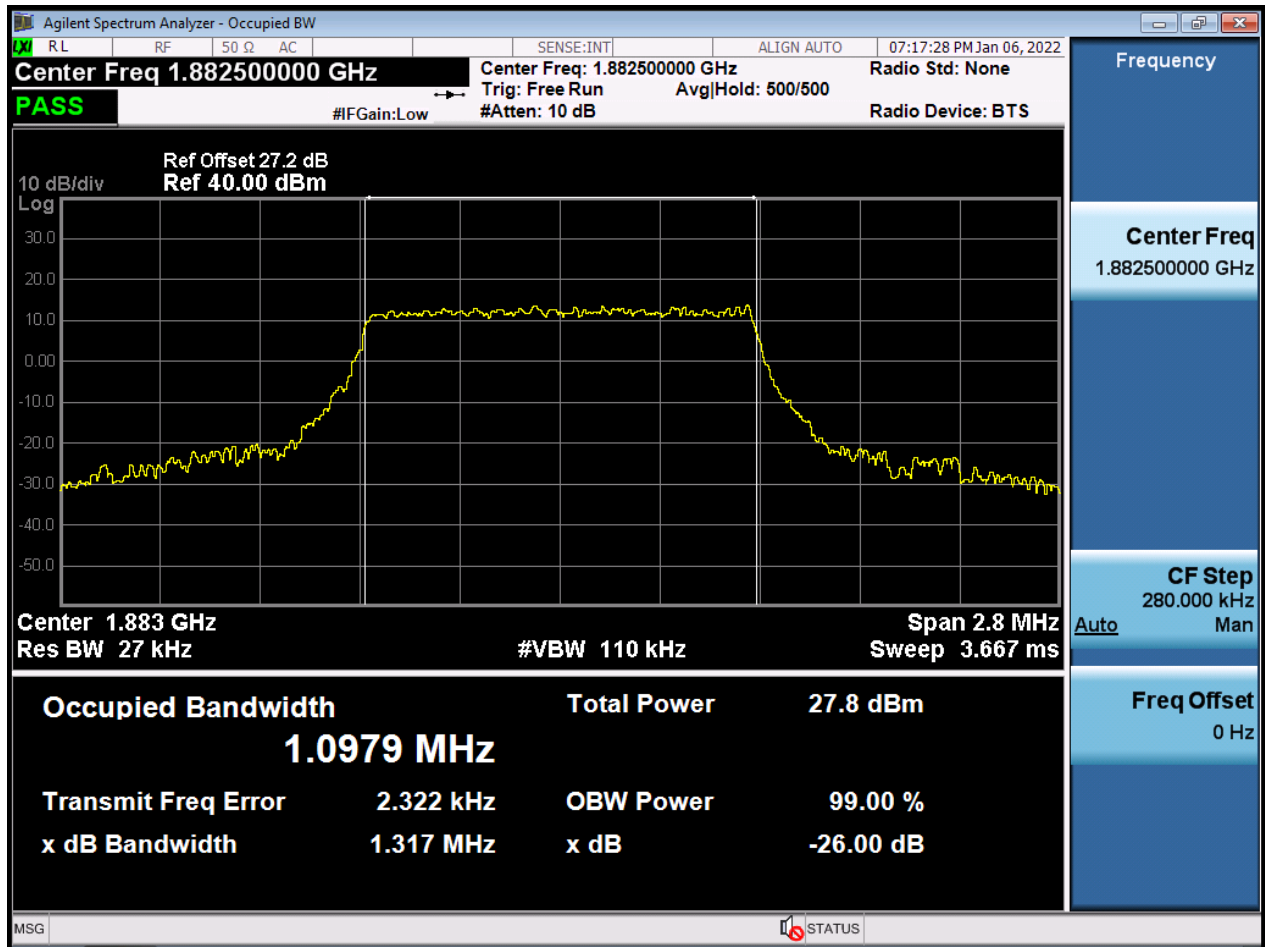 Agilent Spectrum Analyzer - Occupied BW
LXI RL RF 50 Ω AC SENSE:INT ALIGN AUTO 07:17:28 PM Jan 06, 2022
Center Freq 1.882500000 GHz
Center Freq: 1.882500000 GHz
Radio Std: None
PASS
Trig: Free Run
Avg|Hold: 500/500
#IFGain:Low
#Atten: 10 dB
Radio Device: BTS
Ref Offset 27.2 dB
10 dB/div
Ref 40.00 dBm
Log
30.0
20.0
10.0
0.00
-10.0
-20.0
-30.0
-40.0
-50.0
Center 1.883 GHz
Span 2.8 MHz
Res BW 27 kHz
#VBW 110 kHz
Sweep 3.667 ms
Occupied Bandwidth
1.0979 MHz
Total Power 27.8 dBm
Transmit Freq Error 2.322 kHz
OBW Power 99.00 %
x dB Bandwidth 1.317 MHz
x dB -26.00 dB
Frequency
Center Freq
1.882500000 GHz
CF Step
280.000 kHz
Auto Man
Freq Offset
0 Hz
MSG
STATUS